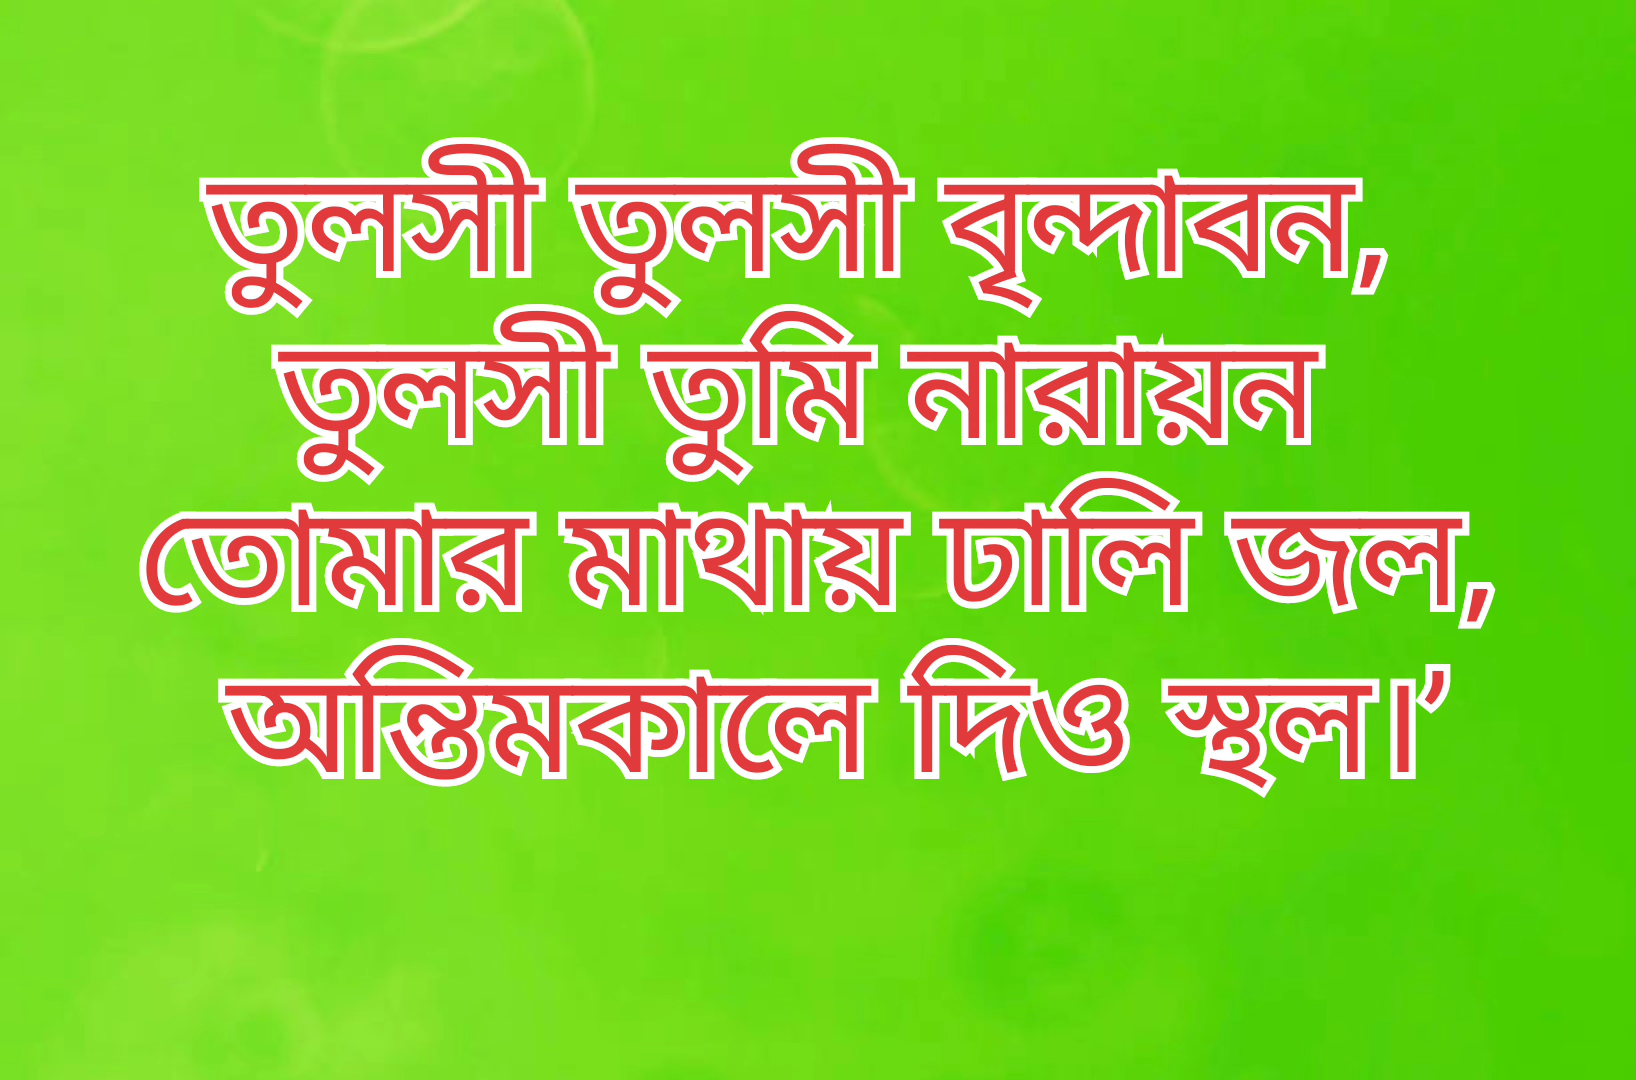 তুলসী তুলসী বৃন্দাবন,
তুলসী তুমি নারায়ন
তোমার মাথায় ঢালি জল,
অন্তিমকালে দিও স্থল।’